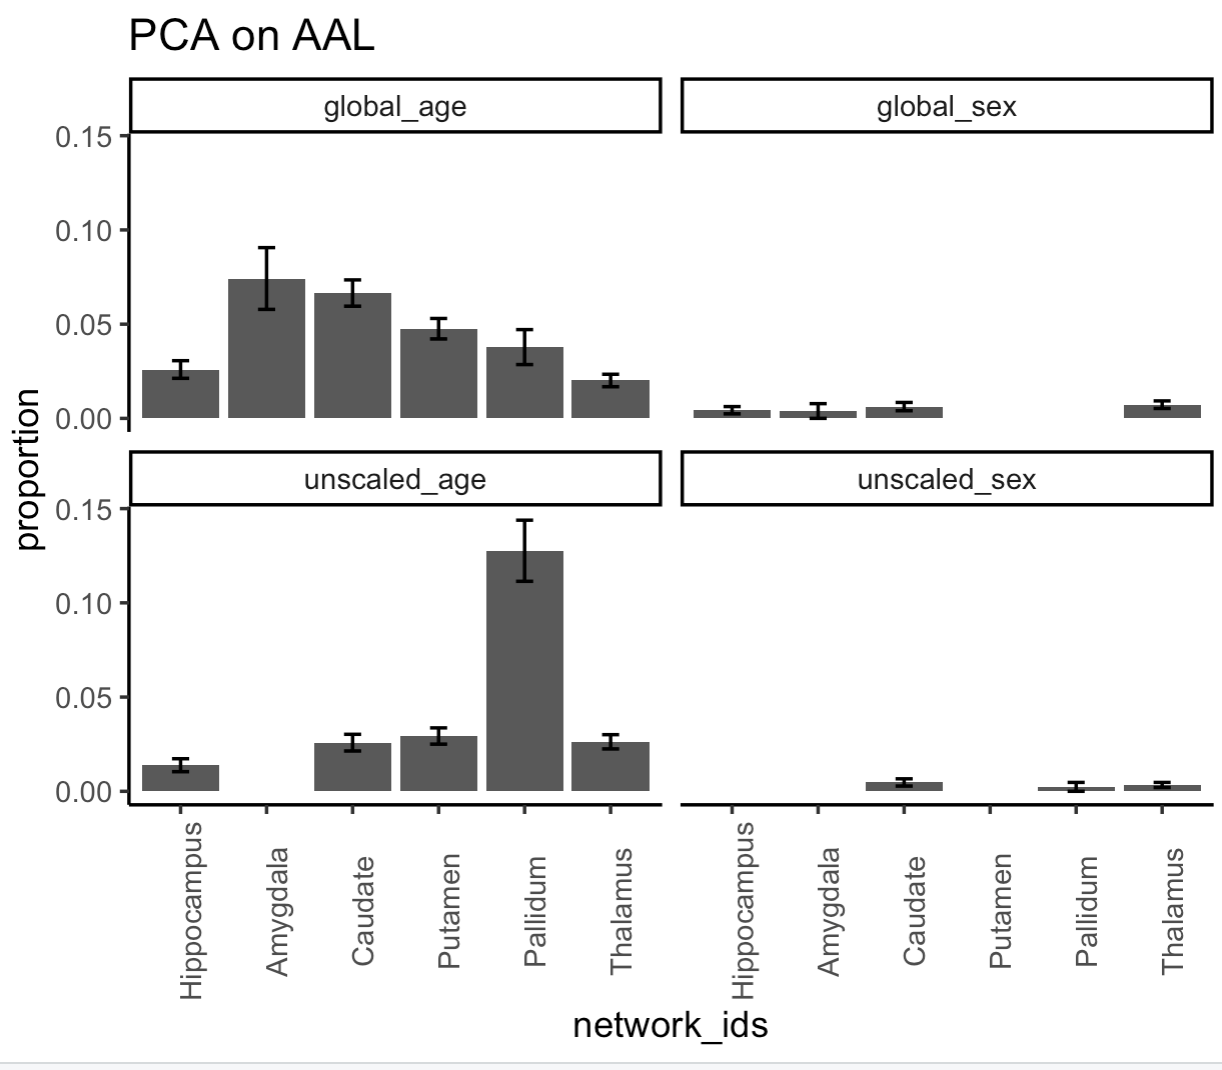 PCA on AAL
global_age
global_sex
0.15
0.10
0.05
0.00
proportion
unscaled_age
unscaled_sex
0.15
0.10
0.05
0.00
Hippocampus
Amygdala
Caudate
Putamen
Pallidum
Thalamus
Hippocampus
Amygdala
Caudate
Putamen
Pallidum
Thalamus
network_ids